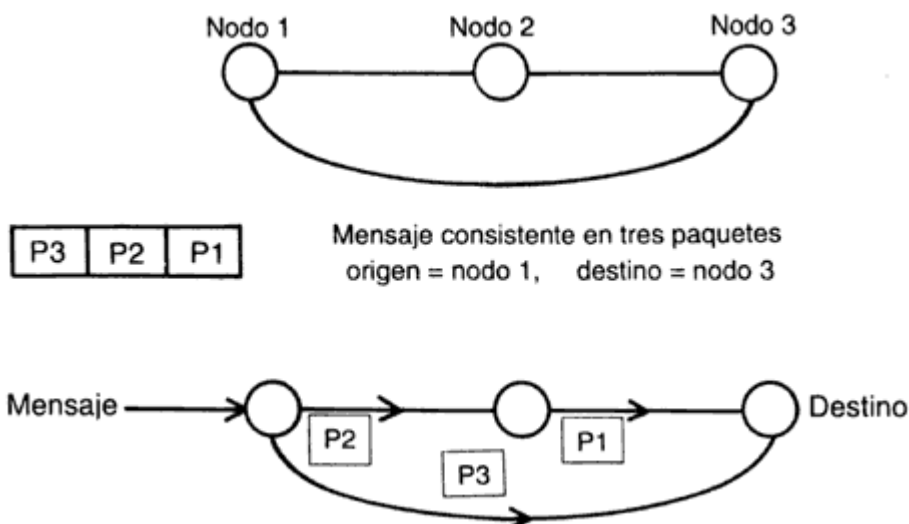 Nodo 1 Nodo 2 Nodo 3
P3 P2 P1
Mensaje consistente en tres paquetes
origen = nodo 1, destino = nodo 3
Mensaje Destino
P2 P1
P3